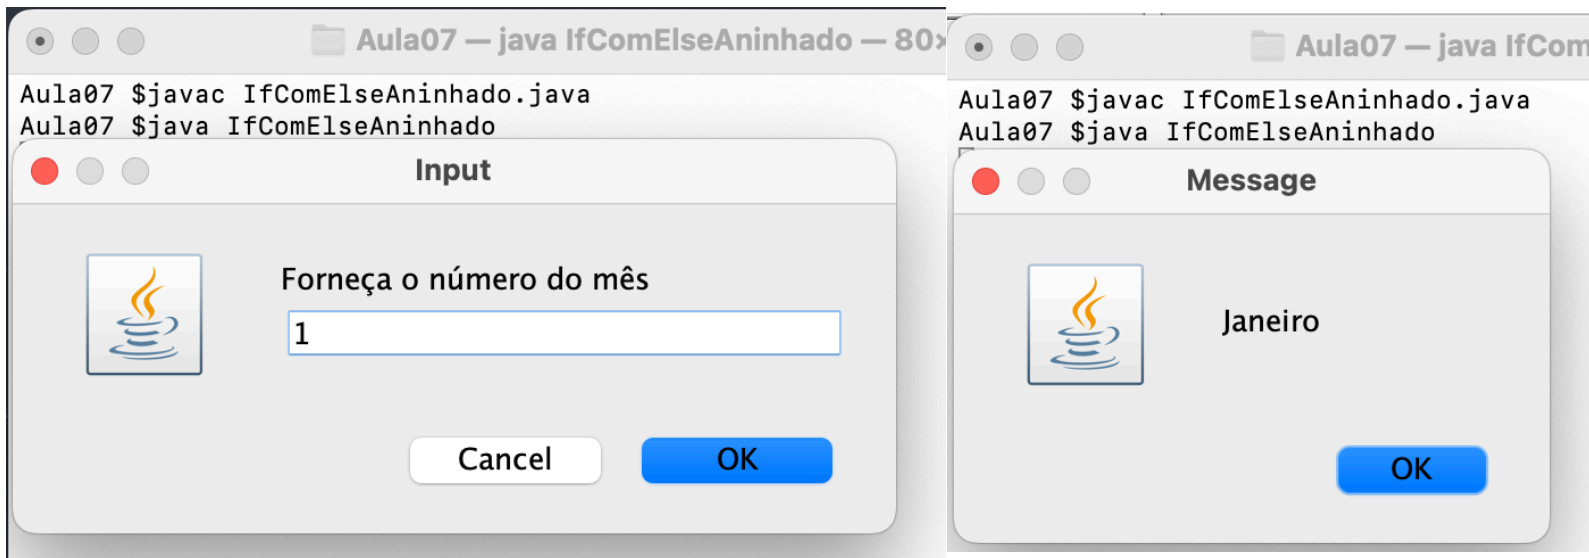 Aula07 — java IfComElseAninhado — 80×
Aula07 $javac IfComElseAninhado.java
Aula07 $java IfComElseAninhado
Input
Forneça o número do mês
1
Cancel
OK
Aula07 — java IfCom
Aula07 $javac IfComElseAninhado.java
Aula07 $java IfComElseAninhado
Message
Janeiro
OK